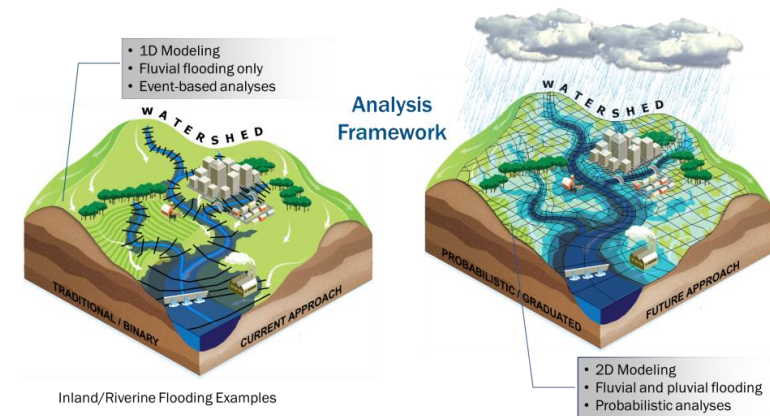 • 1D Modeling
• Fluvial flooding only
• Event-based analyses
WATERSHED
TRADITIONAL / BINARY
CURRENT APPROACH
Inland/Riverine Flooding Examples
Analysis
Framework
WATERSHED
PROBABILISTIC / GRADUATED
FUTURE APPROACH
• 2D Modeling
• Fluvial and pluvial flooding
• Probabilistic analyses